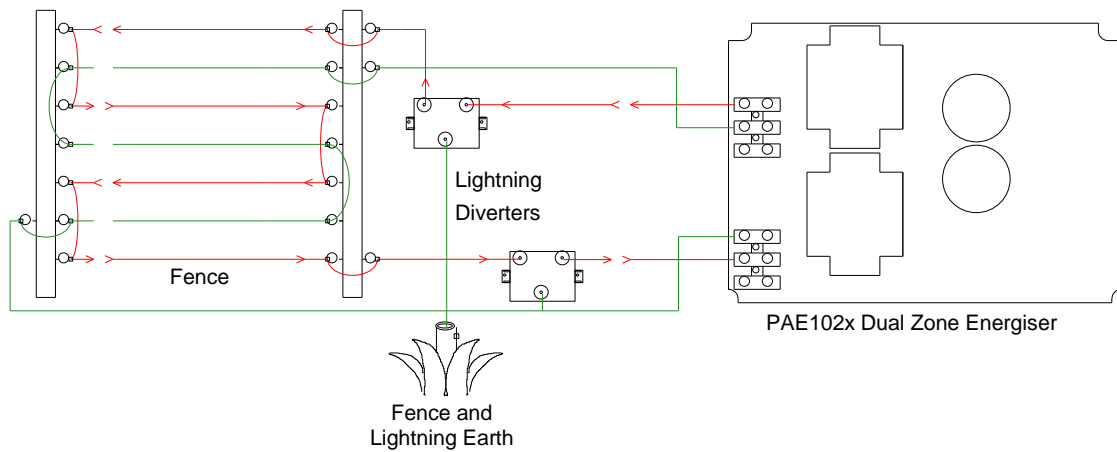 Lightning
Diverters
Fence
PAE102x Dual Zone Energiser
Fence and
Lightning Earth